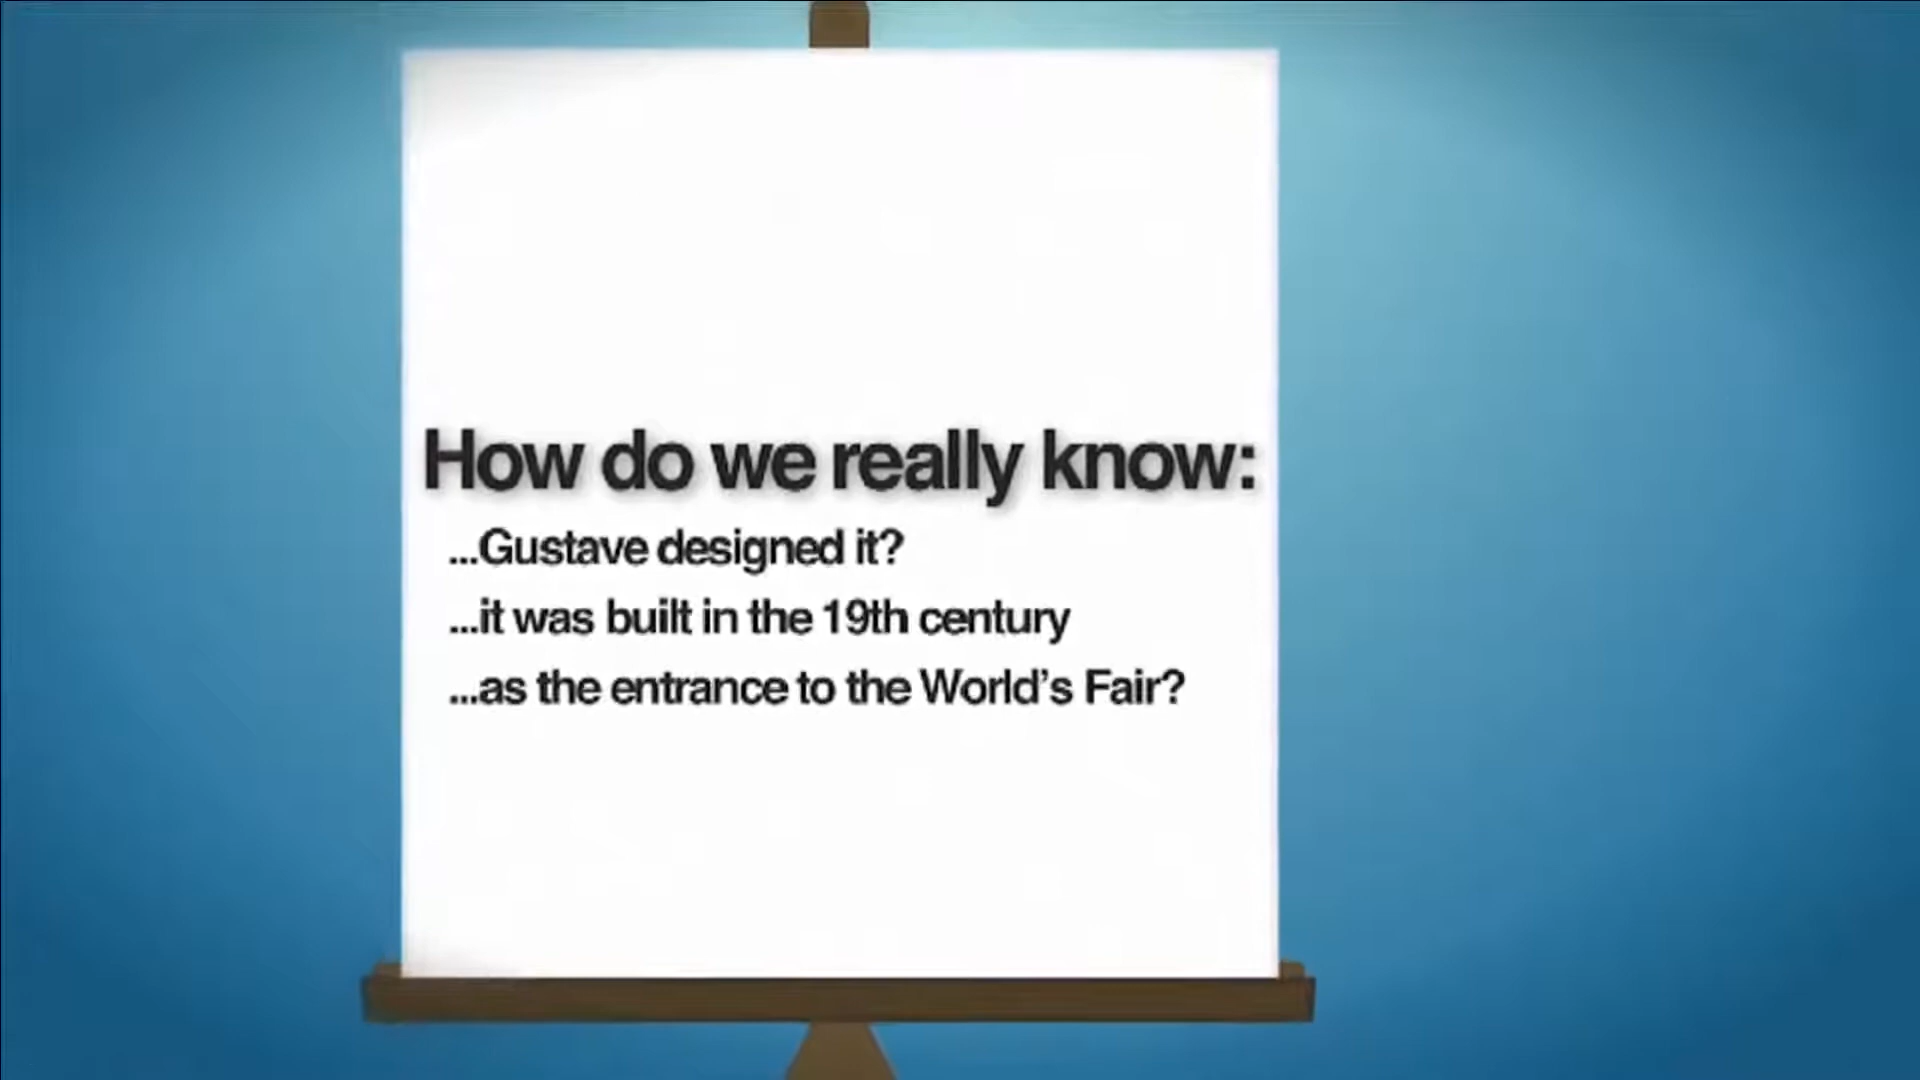 How do we really know:
...Gustave designed it?
...it was built in the 19th century
...as the entrance to the World’s Fair?